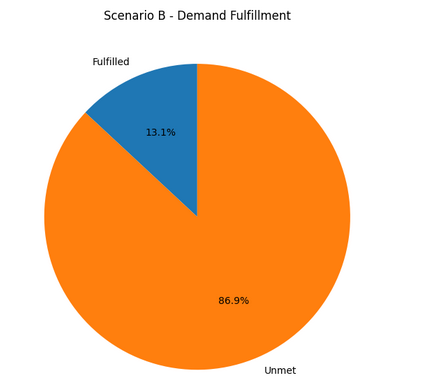 Scenario B - Demand Fulfillment
Fulfilled
13.1%
86.9%
Unmet